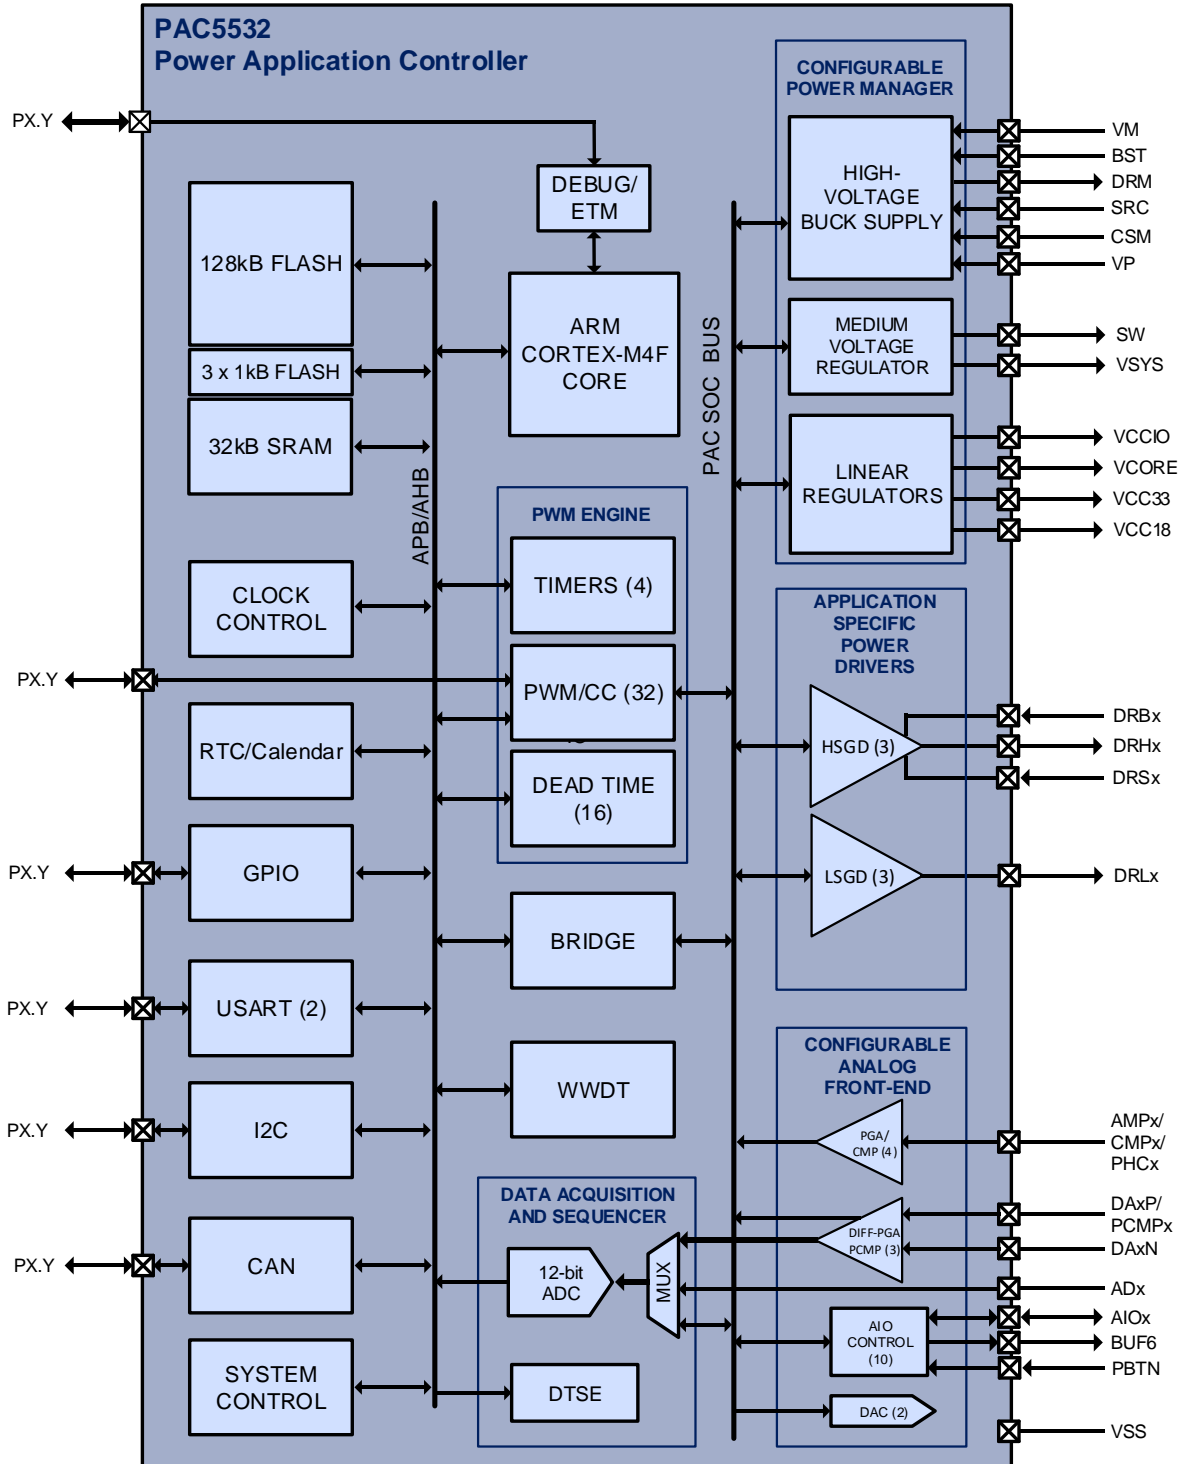 PAC5532
Power Application Controller
PX.Y
DEBUG/
ETM
128kB FLASH
3 x 1kB FLASH
32kB SRAM
ARM
CORTEX-M4F
CORE
APB/AHB
PAC SOC BUS
CONFIGURABLE
POWER MANAGER
HIGH-
VOLTAGE
BUCK SUPPLY
VM
BST
DRM
SRC
CSM
VP
MEDIUM
VOLTAGE
REGULATOR
SW
VSYS
LINEAR
REGULATORS
VCCIO
VCORE
VCC33
VCC18
CLOCK
CONTROL
PWM ENGINE
TIMERS (4)
PX.Y
PWM/CC (32)
RTC/Calendar
DEAD TIME
(16)
APPLICATION
SPECIFIC
POWER
DRIVERS
HSGD (3)
DRBx
DRHx
DRSx
LSGD (3)
DRLx
PX.Y
GPIO
BRIDGE
PX.Y
USART (2)
WWDT
PX.Y
I2C
PX.Y
CAN
SYSTEM
CONTROL
DATA ACQUISITION
AND SEQUENCER
12-bit
ADC
MUX
DTSE
CONFIGURABLE
ANALOG
FRONT-END
PGA/
CMP (4)
AMPx/
CMPx/
PHCx
DIFF-PGA
PCMP (3)
DAxP/
PCMPx
DAxN
ADx
AIO
CONTROL
(10)
AIOx
BUF6
PBTN
DAC (2)
VSS